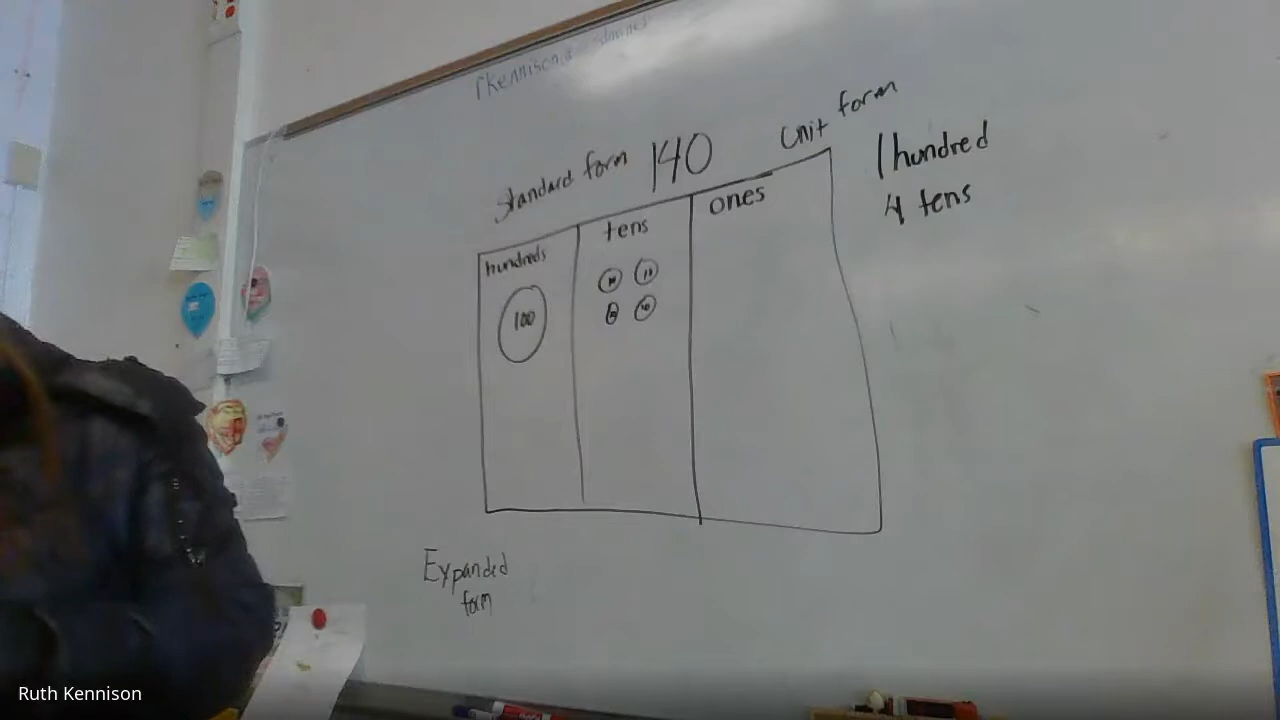 Standard form 140
Unit form
1 hundred
4 tens
hundreds tens ones
100
Expanded
form
Ruth Kennison